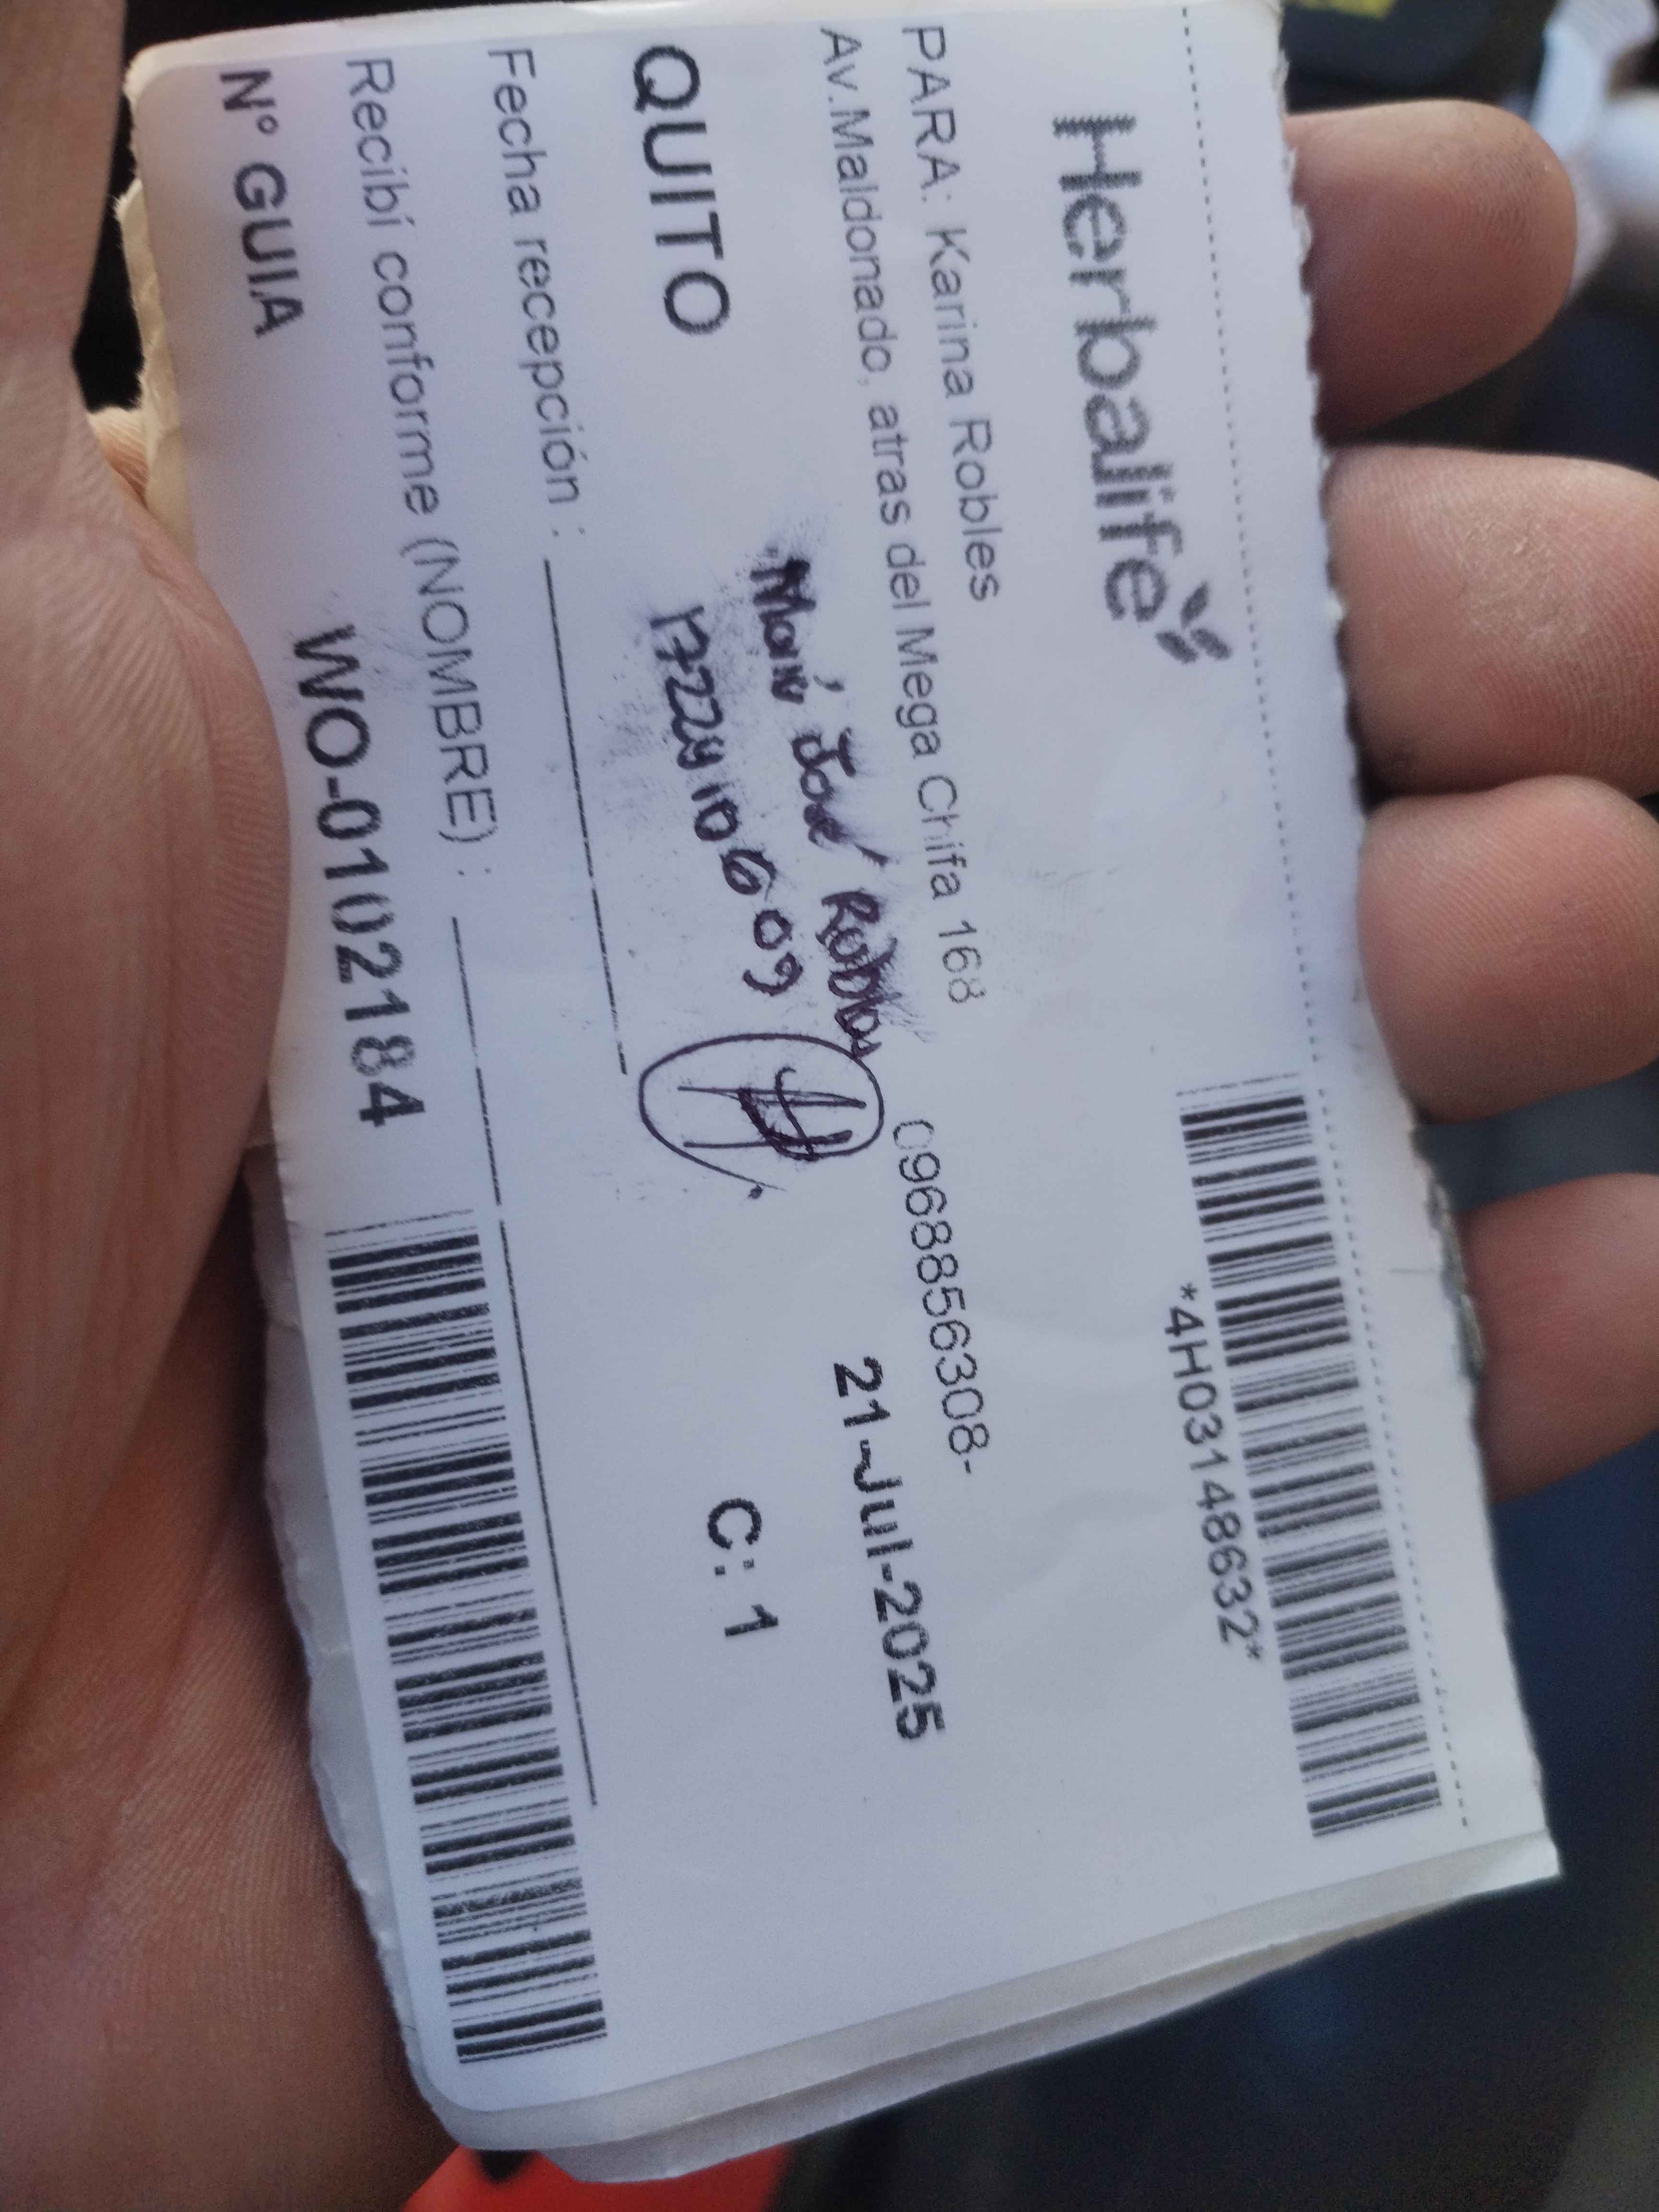 Herbalife
*4H03148632*
PARA: Karina Robles
Av.Maldonado, atras del Mega Chifa 168
0968856308-
21-Jul-2025
José Robles
QUITO
C: 1
Fecha recepción :
Recibí conforme (NOMBRE) :
N° GUIA WO-0102184